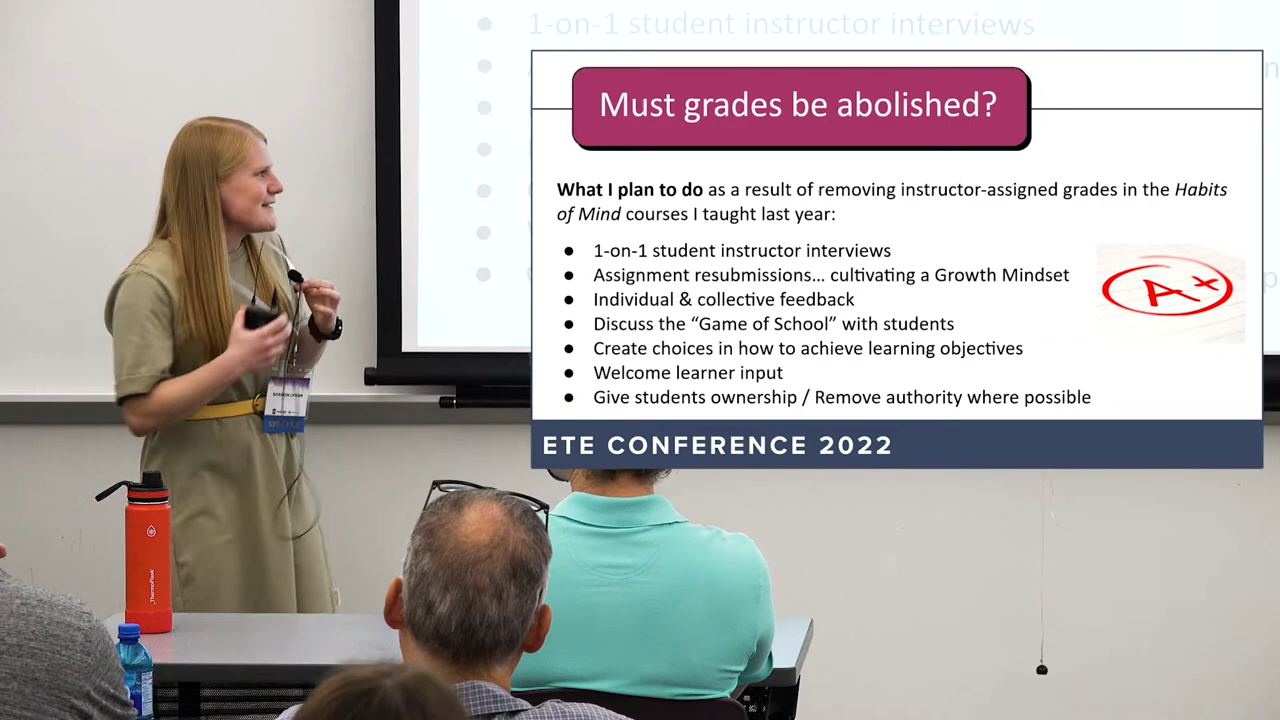 1-on-1 student instructor interviews
Must grades be abolished?
What I plan to do as a result of removing instructor-assigned grades in the Habits
of Mind courses I taught last year:
● 1-on-1 student instructor interviews
● Assignment resubmissions... cultivating a Growth Mindset
● Individual & collective feedback
● Discuss the “Game of School” with students
● Create choices in how to achieve learning objectives
● Welcome learner input
● Give students ownership / Remove authority where possible
A+
ETE CONFERENCE 2022
ThermoFlask